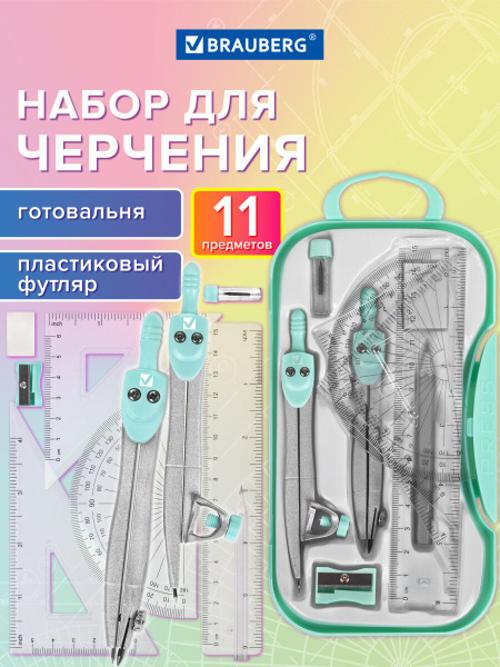 BRAUBERG®
НАБОР ДЛЯ
ЧЕРЧЕНИЯ
готовальня
11
предметов
пластиковый
футляр